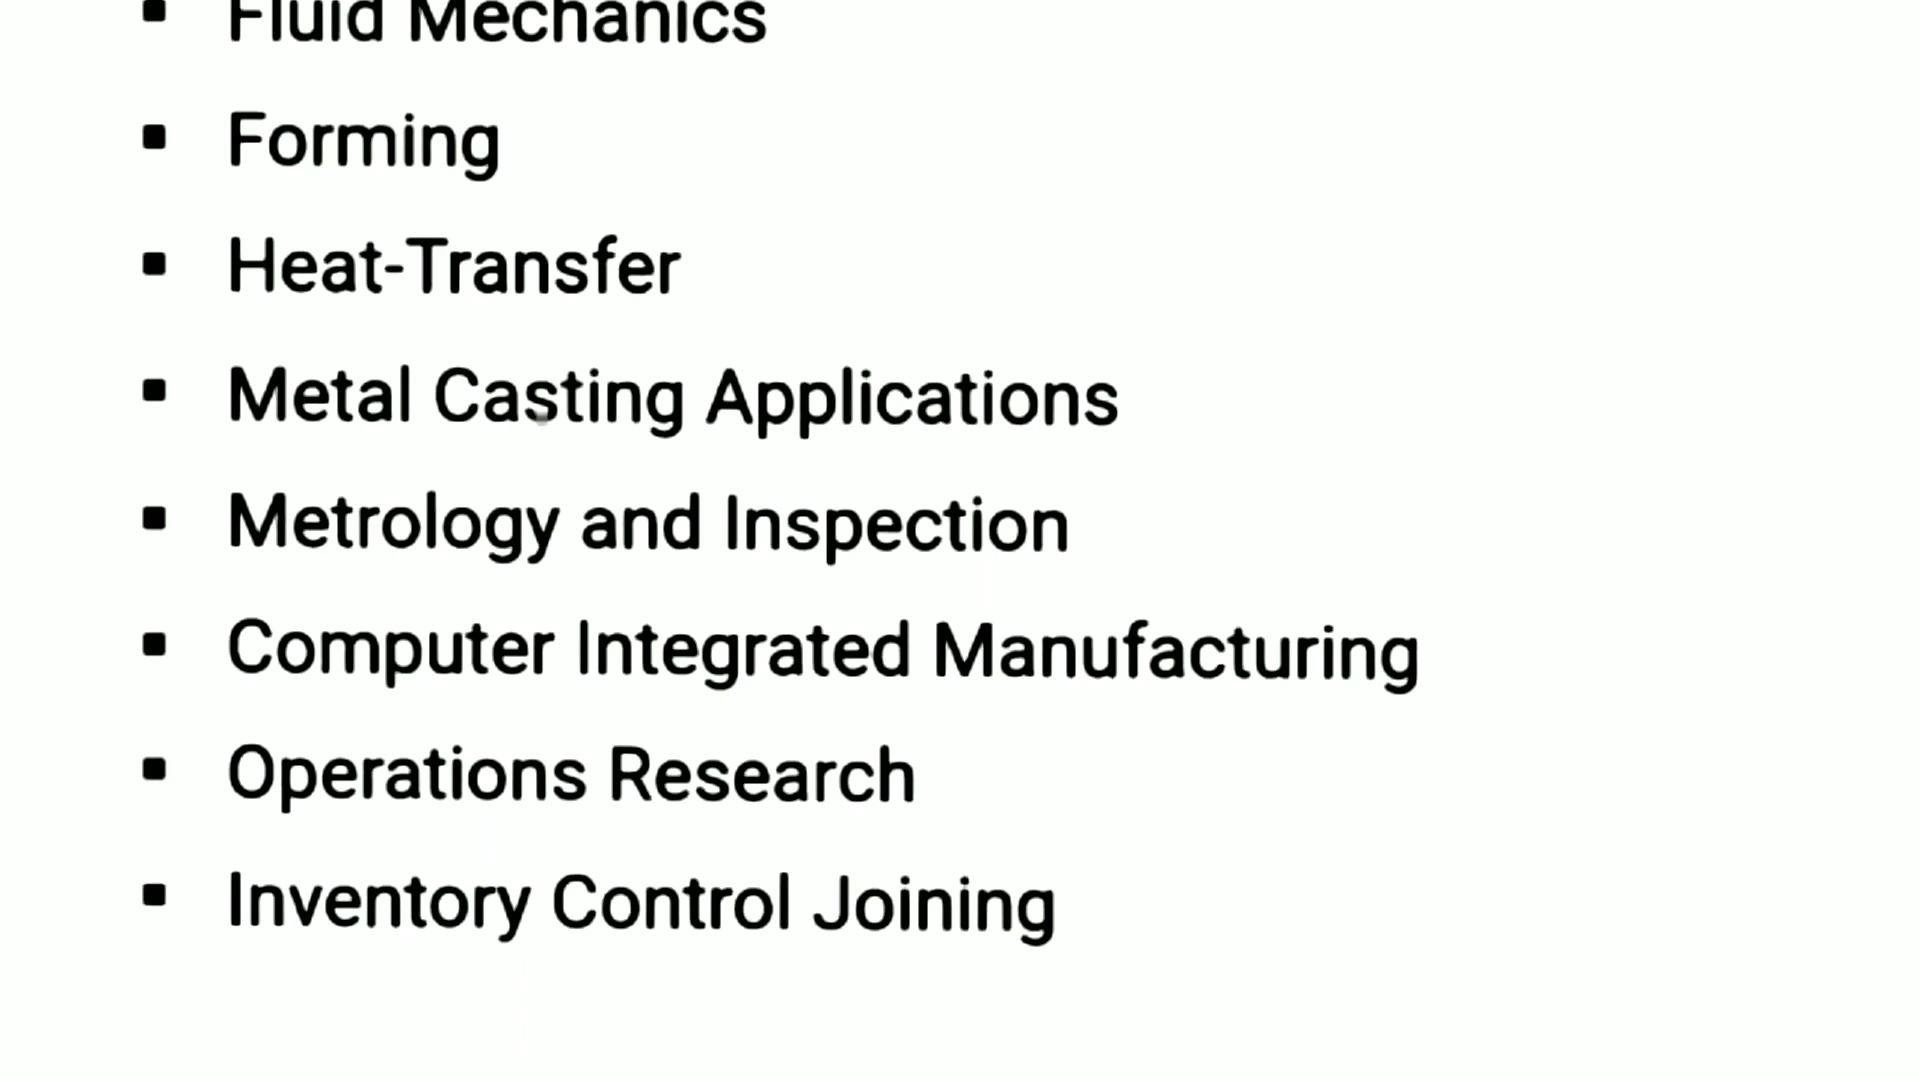 ▪ Fluid Mechanics
▪ Forming
▪ Heat-Transfer
▪ Metal Casting Applications
▪ Metrology and Inspection
▪ Computer Integrated Manufacturing
▪ Operations Research
▪ Inventory Control Joining